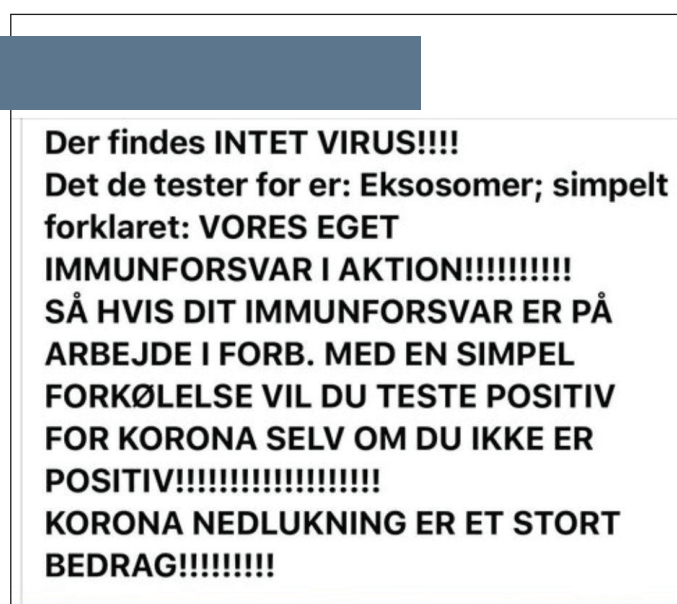 Der findes INTET VIRUS!!!!
Det de tester for er: Eksosomer; simpelt
forklaret: VORES EGET
IMMUNFORSVAR I AKTION!!!!!!!!!!
SÅ HVIS DIT IMMUNFORSVAR ER PÅ
ARBEJDE I FORB. MED EN SIMPEL
FORKØLELSE VIL DU TESTE POSITIV
FOR KORONA SELV OM DU IKKE ER
POSITIV!!!!!!!!!!!!!!!!!!!
KORONA NEDLUKNING ER ET STORT
BEDRAG!!!!!!!!!